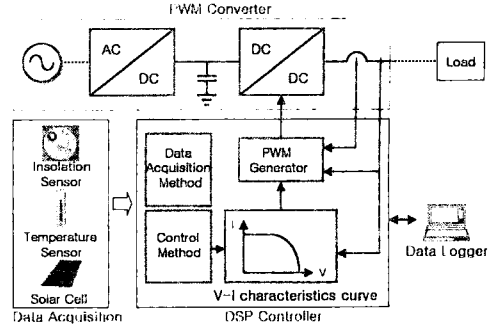 PWM Converter
AC
DC
DC
DC
Load
Insolation
Sensor
Temperature
Sensor
Solar Cell
Data Acquisition
Data
Acquisition
Method
Control
Method
PWM
Generator
I
V
V-I characteristics curve
DSP Controller
Data Logger